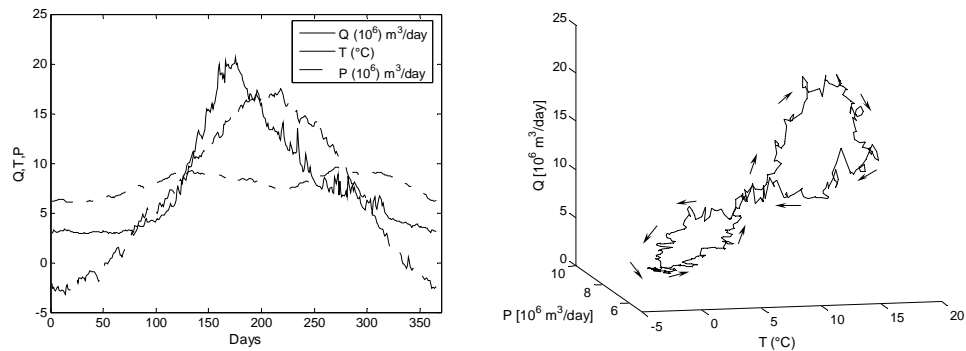 25
20
15
10
5
0
-5
Q,T,P
0 50 100 150 200 250 300 350
Days
Q (10⁶) m³/day
T (°C)
P (10⁶) m³/day
25
20
15
10
5
0
Q [10⁶ m³/day]
10
8
6
P [10⁶ m³/day]
-5 0 5 10 15 20
T (°C)